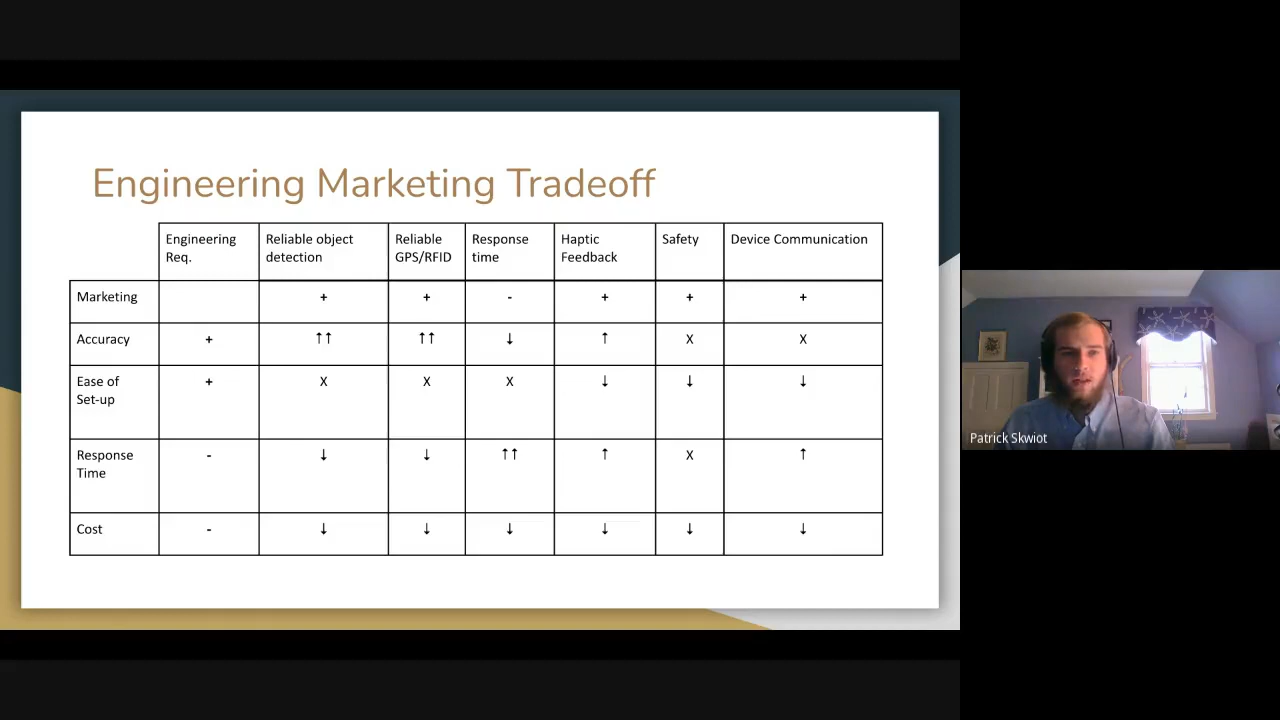 Engineering Marketing Tradeoff
Engineering Req. Reliable object detection Reliable GPS/RFID Response time Haptic Feedback Safety Device Communication
Marketing + + - + + +
Accuracy + ↑↑ ↑↑ ↓ ↑ X X
Ease of Set-up + X X X ↓ ↓ ↓
Response Time - ↓ ↓ ↑↑ ↑ X ↑
Cost - ↓ ↓ ↓ ↓ ↓ ↓
Patrick Skwiot